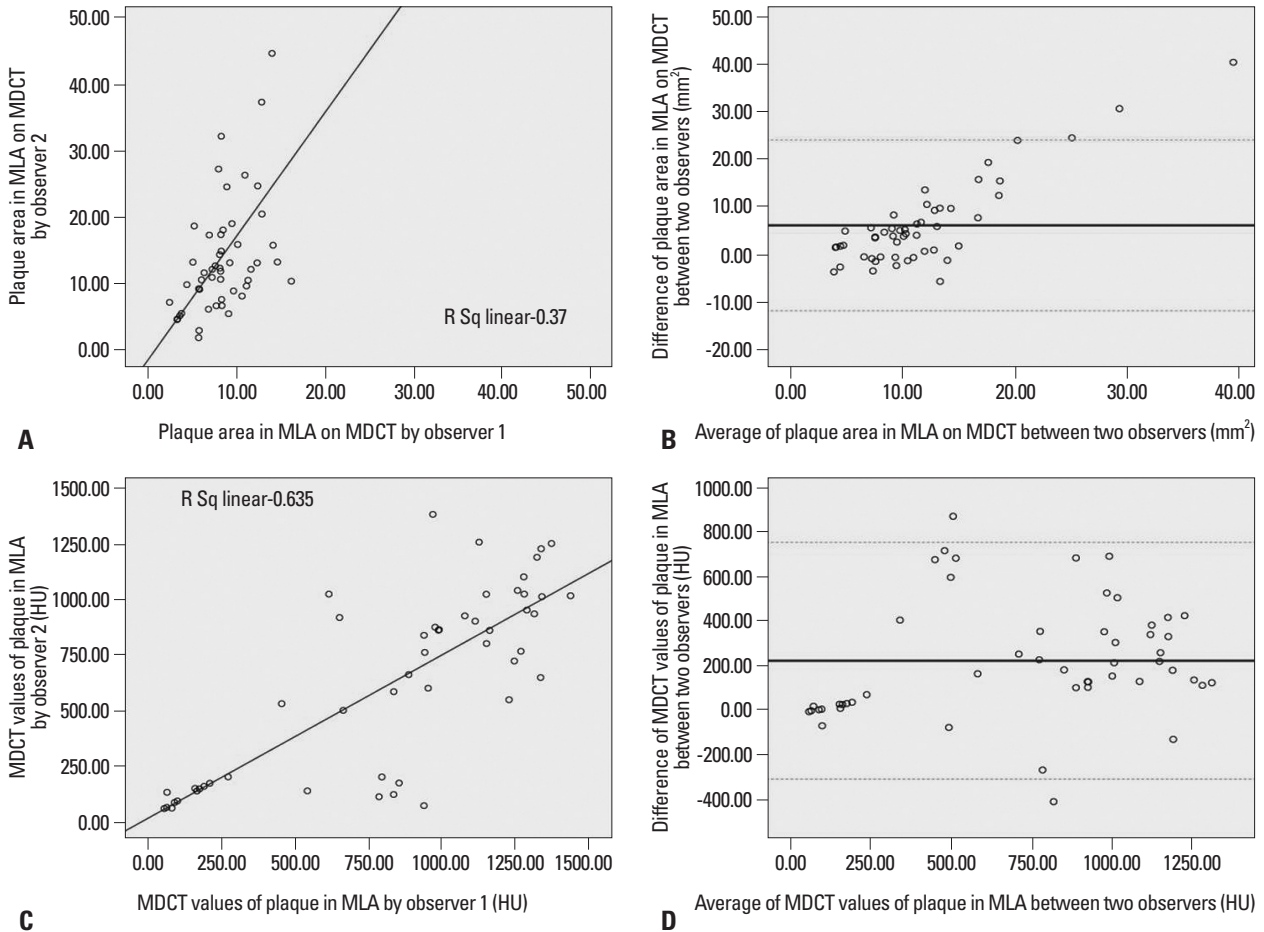 Plaque area in MLA on MDCT
by observer 2
50.00
40.00
30.00
20.00
10.00
0.00
R Sq linear-0.37
0.00 10.00 20.00 30.00 40.00 50.00
A
Plaque area in MLA on MDCT by observer 1
Difference of plaque area in MLA on MDCT
between two observers (mm²)
50.00
40.00
30.00
20.00
10.00
0.00
-10.00
-20.00
0.00 10.00 20.00 30.00 40.00
B
Average of plaque area in MLA on MDCT between two observers (mm²)
MDCT values of plaque in MLA
by observer 2 (HU)
1500.00
1250.00
1000.00
750.00
500.00
250.00
0.00
R Sq linear-0.635
0.00 250.00 500.00 750.00 1000.00 1250.00 1500.00
C
MDCT values of plaque in MLA by observer 1 (HU)
Difference of MDCT values of plaque in MLA
between two observers (HU)
1000.00
800.00
600.00
400.00
200.00
0.00
-200.00
-400.00
0.00 250.00 500.00 750.00 1000.00 1250.00
D
Average of MDCT values of plaque in MLA between two observers (HU)